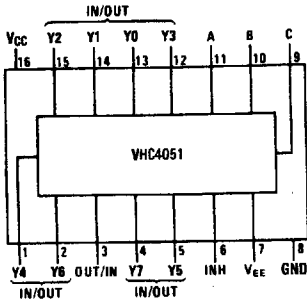 IN/OUT
VCC Y2 Y1 Y0 Y3 A B C
16 15 14 13 12 11 10 9
VHC4051
1 2 3 4 5 6 7 8
Y4 Y6 OUT/IN Y7 Y5 INH VEE GND
IN/OUT IN/OUT